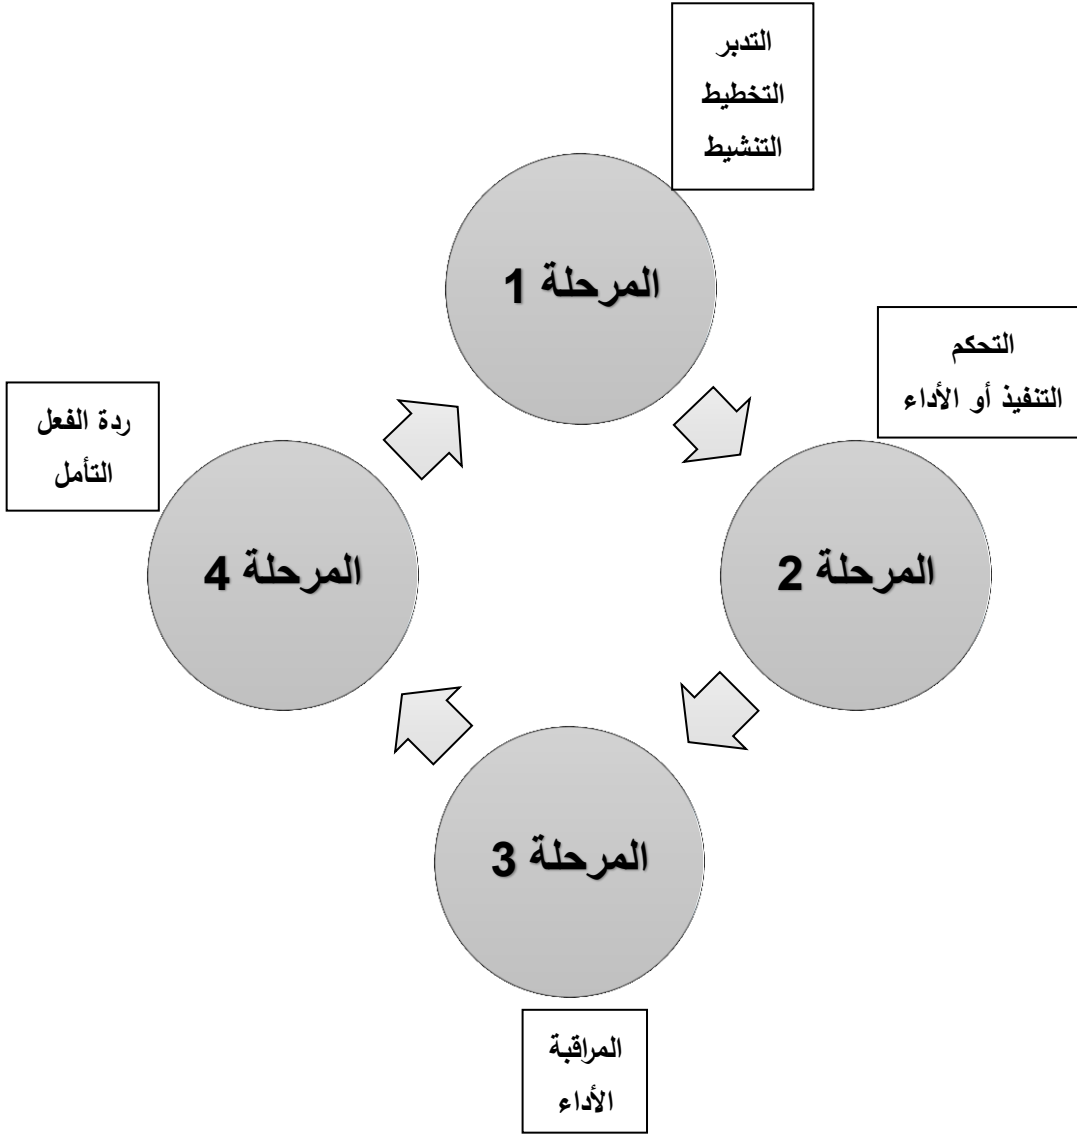 التدبر
التخطيط
التنشيط
المرحلة 1
التحكم
التنفيذ أو الأداء
المرحلة 2
المرحلة 3
المراقبة
الأداء
ردة الفعل
التأمل
المرحلة 4